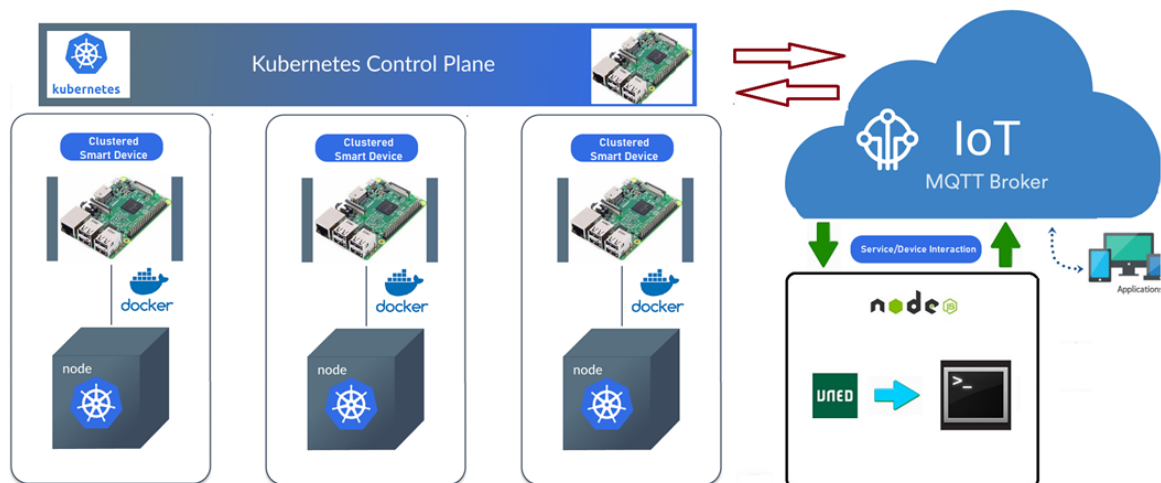 kubernetes
Kubernetes Control Plane
Clustered
Smart Device
docker
node
Clustered
Smart Device
docker
node
Clustered
Smart Device
docker
node
IoT
MQTT Broker
Service/Device Interaction
Applications
node
JS
UNED
>_